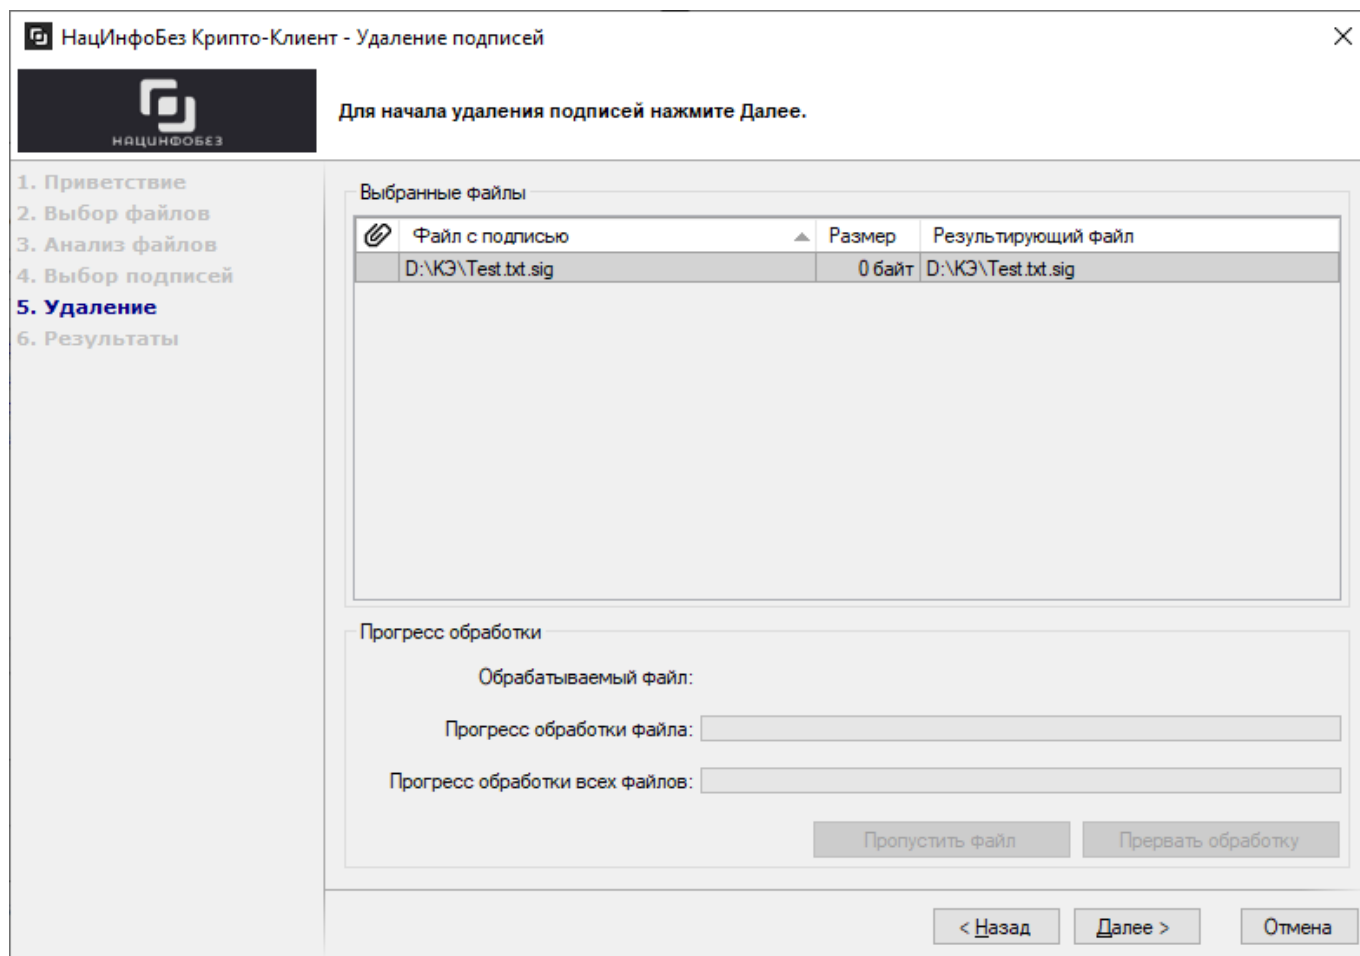 НацИнфоБез Крипто-Клиент - Удаление подписей
НАЦИНФОБЕЗ
Для начала удаления подписей нажмите Далее.
1. Приветствие
2. Выбор файлов
3. Анализ файлов
4. Выбор подписей
5. Удаление
6. Результаты
Выбранные файлы
Файл с подписью Размер Результирующий файл
D:\КЭ\Test.txt.sig 0 байт D:\КЭ\Test.txt.sig
Прогресс обработки
Обрабатываемый файл:
Прогресс обработки файла:
Прогресс обработки всех файлов:
Пропустить файл Прервать обработку
< Назад Далее > Отмена